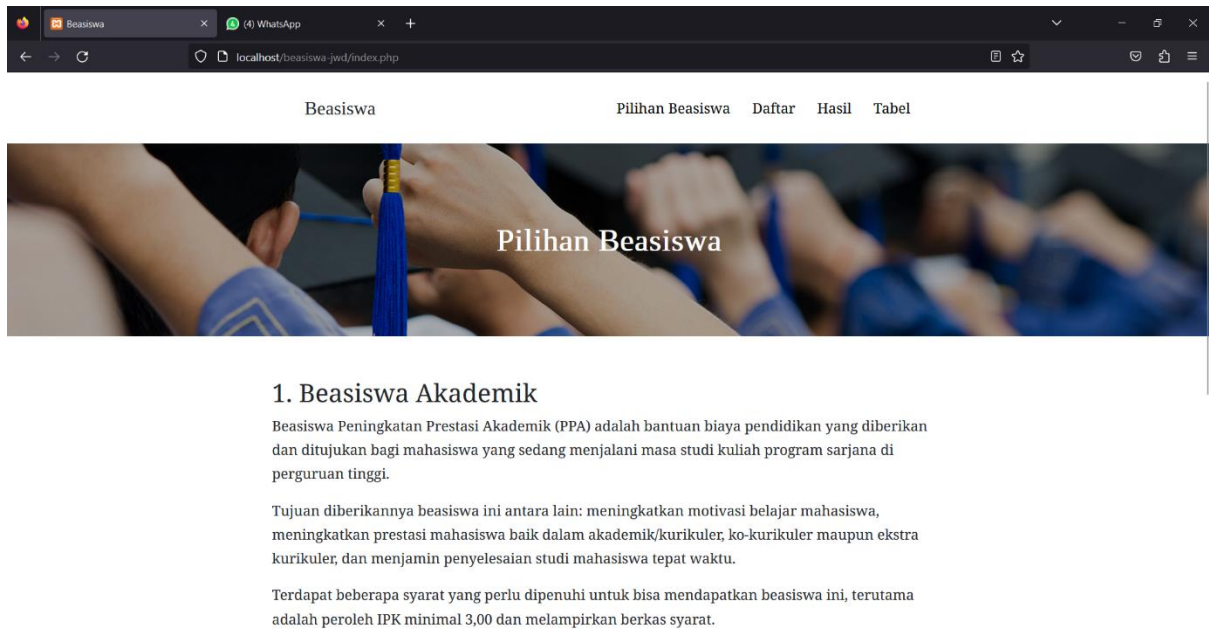 Beasiswa
(4) WhatsApp
localhost/beasiswa-jwd/index.php
Beasiswa
Pilihan Beasiswa Daftar Hasil Tabel
Pilihan Beasiswa
1. Beasiswa Akademik
Beasiswa Peningkatan Prestasi Akademik (PPA) adalah bantuan biaya pendidikan yang diberikan
dan ditujukan bagi mahasiswa yang sedang menjalani masa studi kuliah program sarjana di
perguruan tinggi.
Tujuan diberikannya beasiswa ini antara lain: meningkatkan motivasi belajar mahasiswa,
meningkatkan prestasi mahasiswa baik dalam akademik/kurikuler, ko-kurikuler maupun ekstra
kurikuler, dan menjamin penyelesaian studi mahasiswa tepat waktu.
Terdapat beberapa syarat yang perlu dipenuhi untuk bisa mendapatkan beasiswa ini, terutama
adalah peroleh IPK minimal 3,00 dan melampirkan berkas syarat.